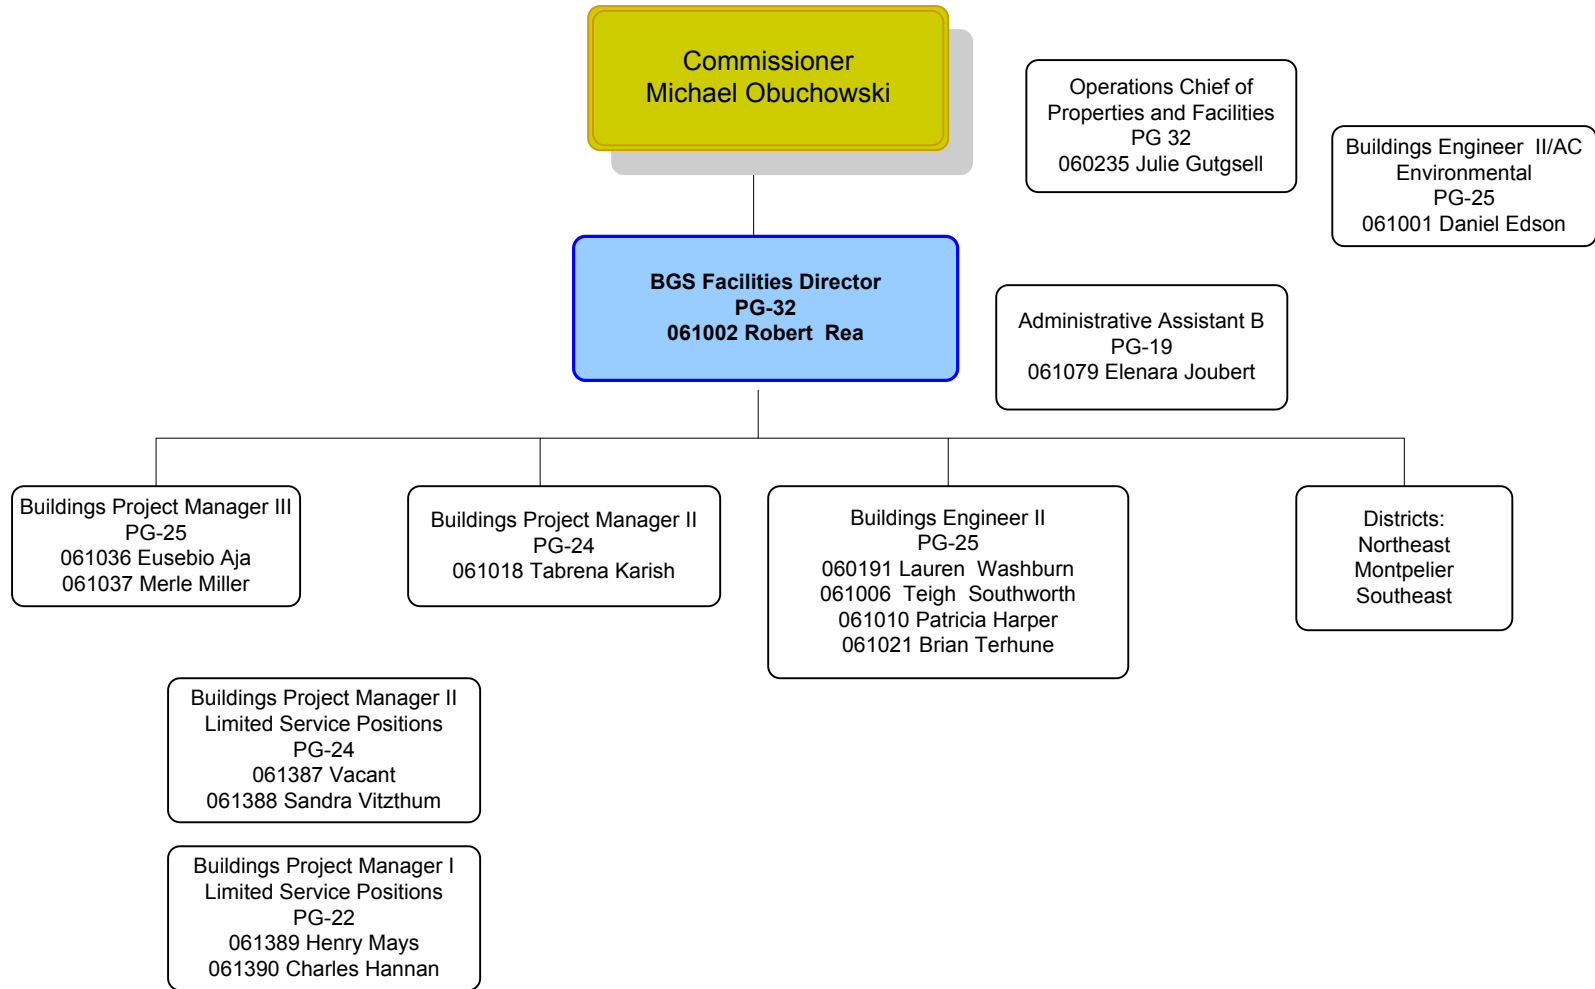 Commissioner
Michael Obuchowski
Operations Chief of
Properties and Facilities
PG 32
060235 Julie Gutgsell
Buildings Engineer II/AC
Environmental
PG-25
061001 Daniel Edson
BGS Facilities Director
PG-32
061002 Robert Rea
Administrative Assistant B
PG-19
061079 Elenara Joubert
Buildings Project Manager III
PG-25
061036 Eusebio Aja
061037 Merle Miller
Buildings Project Manager II
PG-24
061018 Tabrena Karish
Buildings Engineer II
PG-25
060191 Lauren Washburn
061006 Teigh Southworth
061010 Patricia Harper
061021 Brian Terhune
Districts:
Northeast
Montpelier
Southeast
Buildings Project Manager II
Limited Service Positions
PG-24
061387 Vacant
061388 Sandra Vitzthum
Buildings Project Manager I
Limited Service Positions
PG-22
061389 Henry Mays
061390 Charles Hannan